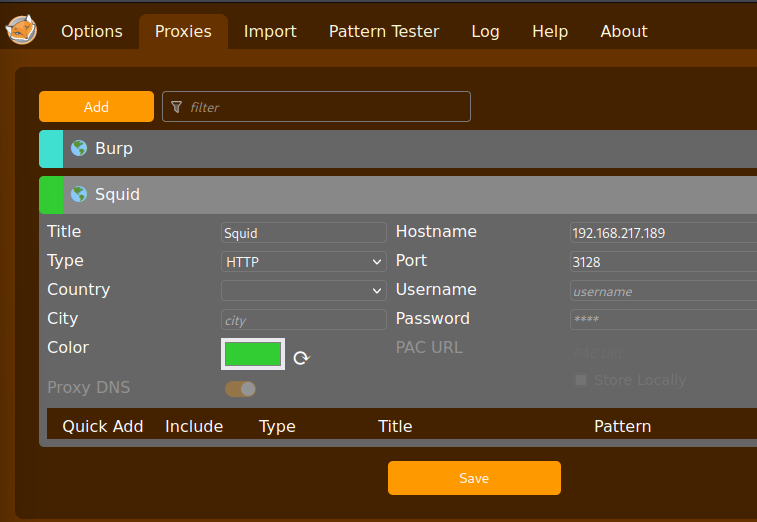 Options Proxies Import Pattern Tester Log Help About
Add filter
Burp
Squid
Title Squid Hostname 192.168.217.189
Type HTTP Port 3128
Country Username username
City city Password ****
Color PAC URL
PAC URL
Proxy DNS Store Locally
Quick Add Include Type Title Pattern
Save